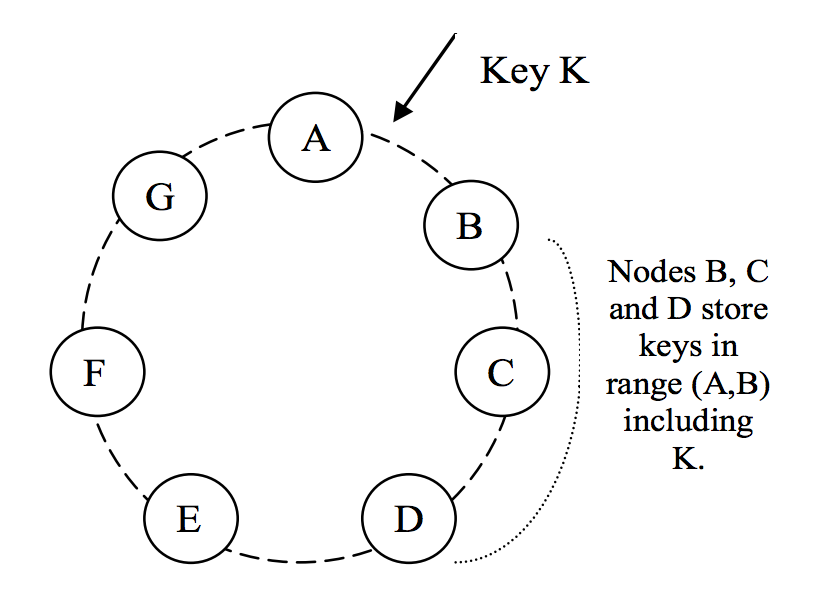 Key K
A
G
B
Nodes B, C
and D store
keys in
range (A,B)
including
K.
F
C
E
D